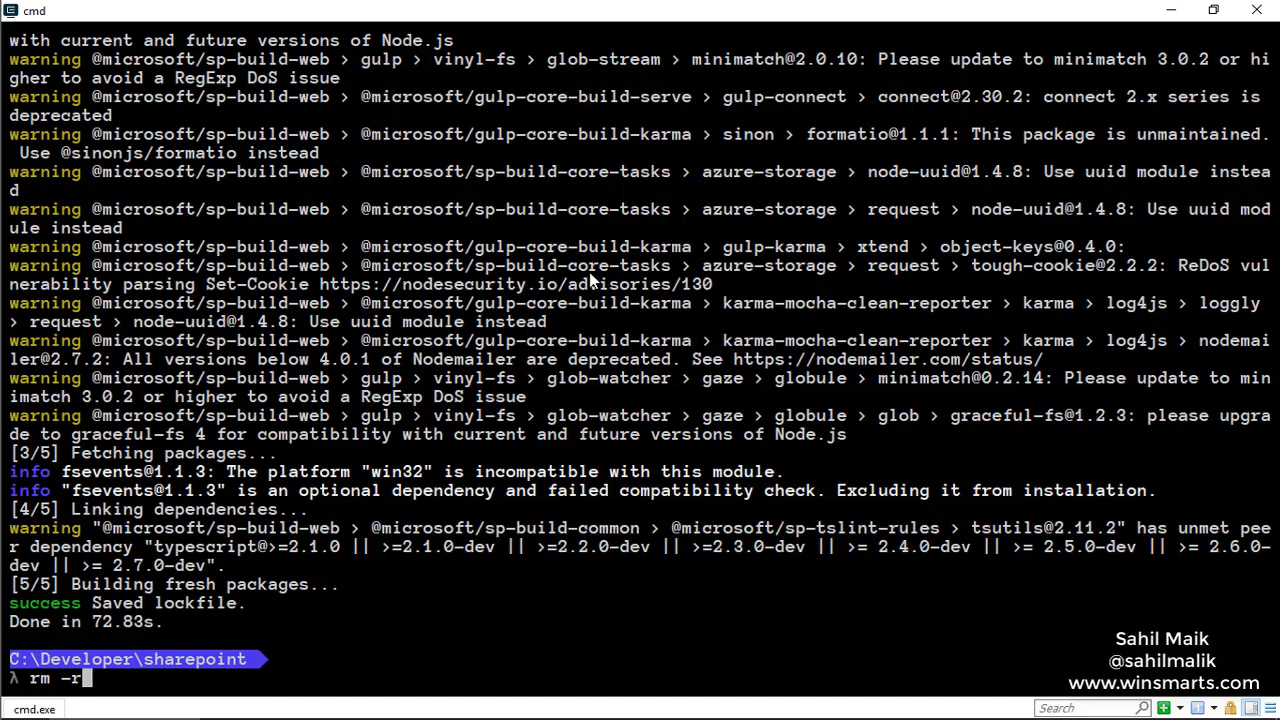 cmd
with current and future versions of Node.js
warning @microsoft/sp-build-web > gulp > vinyl-fs > glob-stream > minimatch@2.0.10: Please update to minimatch 3.0.2 or hi
gher to avoid a RegExp DoS issue
warning @microsoft/sp-build-web > @microsoft/gulp-core-build-serve > gulp-connect > connect@2.30.2: connect 2.x series is
deprecated
warning @microsoft/sp-build-web > @microsoft/gulp-core-build-karma > sinon > formatio@1.1.1: This package is unmaintained.
 Use @sinonjs/formatio instead
warning @microsoft/sp-build-web > @microsoft/sp-build-core-tasks > azure-storage > node-uuid@1.4.8: Use uuid module instea
d
warning @microsoft/sp-build-web > @microsoft/sp-build-core-tasks > azure-storage > request > node-uuid@1.4.8: Use uuid mod
ule instead
warning @microsoft/sp-build-web > @microsoft/gulp-core-build-karma > gulp-karma > xtend > object-keys@0.4.0:
warning @microsoft/sp-build-web > @microsoft/sp-build-core-tasks > azure-storage > request > tough-cookie@2.2.2: ReDoS vul
nerability parsing Set-Cookie https://nodesecurity.io/advisories/130
warning @microsoft/sp-build-web > @microsoft/gulp-core-build-karma > karma-mocha-clean-reporter > karma > log4js > loggly
> request > node-uuid@1.4.8: Use uuid module instead
warning @microsoft/sp-build-web > @microsoft/gulp-core-build-karma > karma-mocha-clean-reporter > karma > log4js > nodemai
ler@2.7.2: All versions below 4.0.1 of Nodemailer are deprecated. See https://nodemailer.com/status/
warning @microsoft/sp-build-web > gulp > vinyl-fs > glob-watcher > gaze > globule > minimatch@0.2.14: Please update to min
imatch 3.0.2 or higher to avoid a RegExp DoS issue
warning @microsoft/sp-build-web > gulp > vinyl-fs > glob-watcher > gaze > globule > glob > graceful-fs@1.2.3: please upgra
de to graceful-fs 4 for compatibility with current and future versions of Node.js
[3/5] Fetching packages...
info fsevents@1.1.3: The platform "win32" is incompatible with this module.
info "fsevents@1.1.3" is an optional dependency and failed compatibility check. Excluding it from installation.
[4/5] Linking dependencies...
warning "@microsoft/sp-build-web > @microsoft/sp-build-common > @microsoft/sp-tslint-rules > tsutils@2.11.2" has unmet pee
r dependency "typescript@>=2.1.0 || >=2.1.0-dev || >=2.2.0-dev || >=2.3.0-dev || >= 2.4.0-dev || >= 2.5.0-dev || >= 2.6.0-
dev || >= 2.7.0-dev".
[5/5] Building fresh packages...
success Saved lockfile.
Done in 72.83s.
C:\Developer\sharepoint
λ rm -r
Sahil Maik
@sahilmalik
www.winsmarts.com
cmd.exe
Search